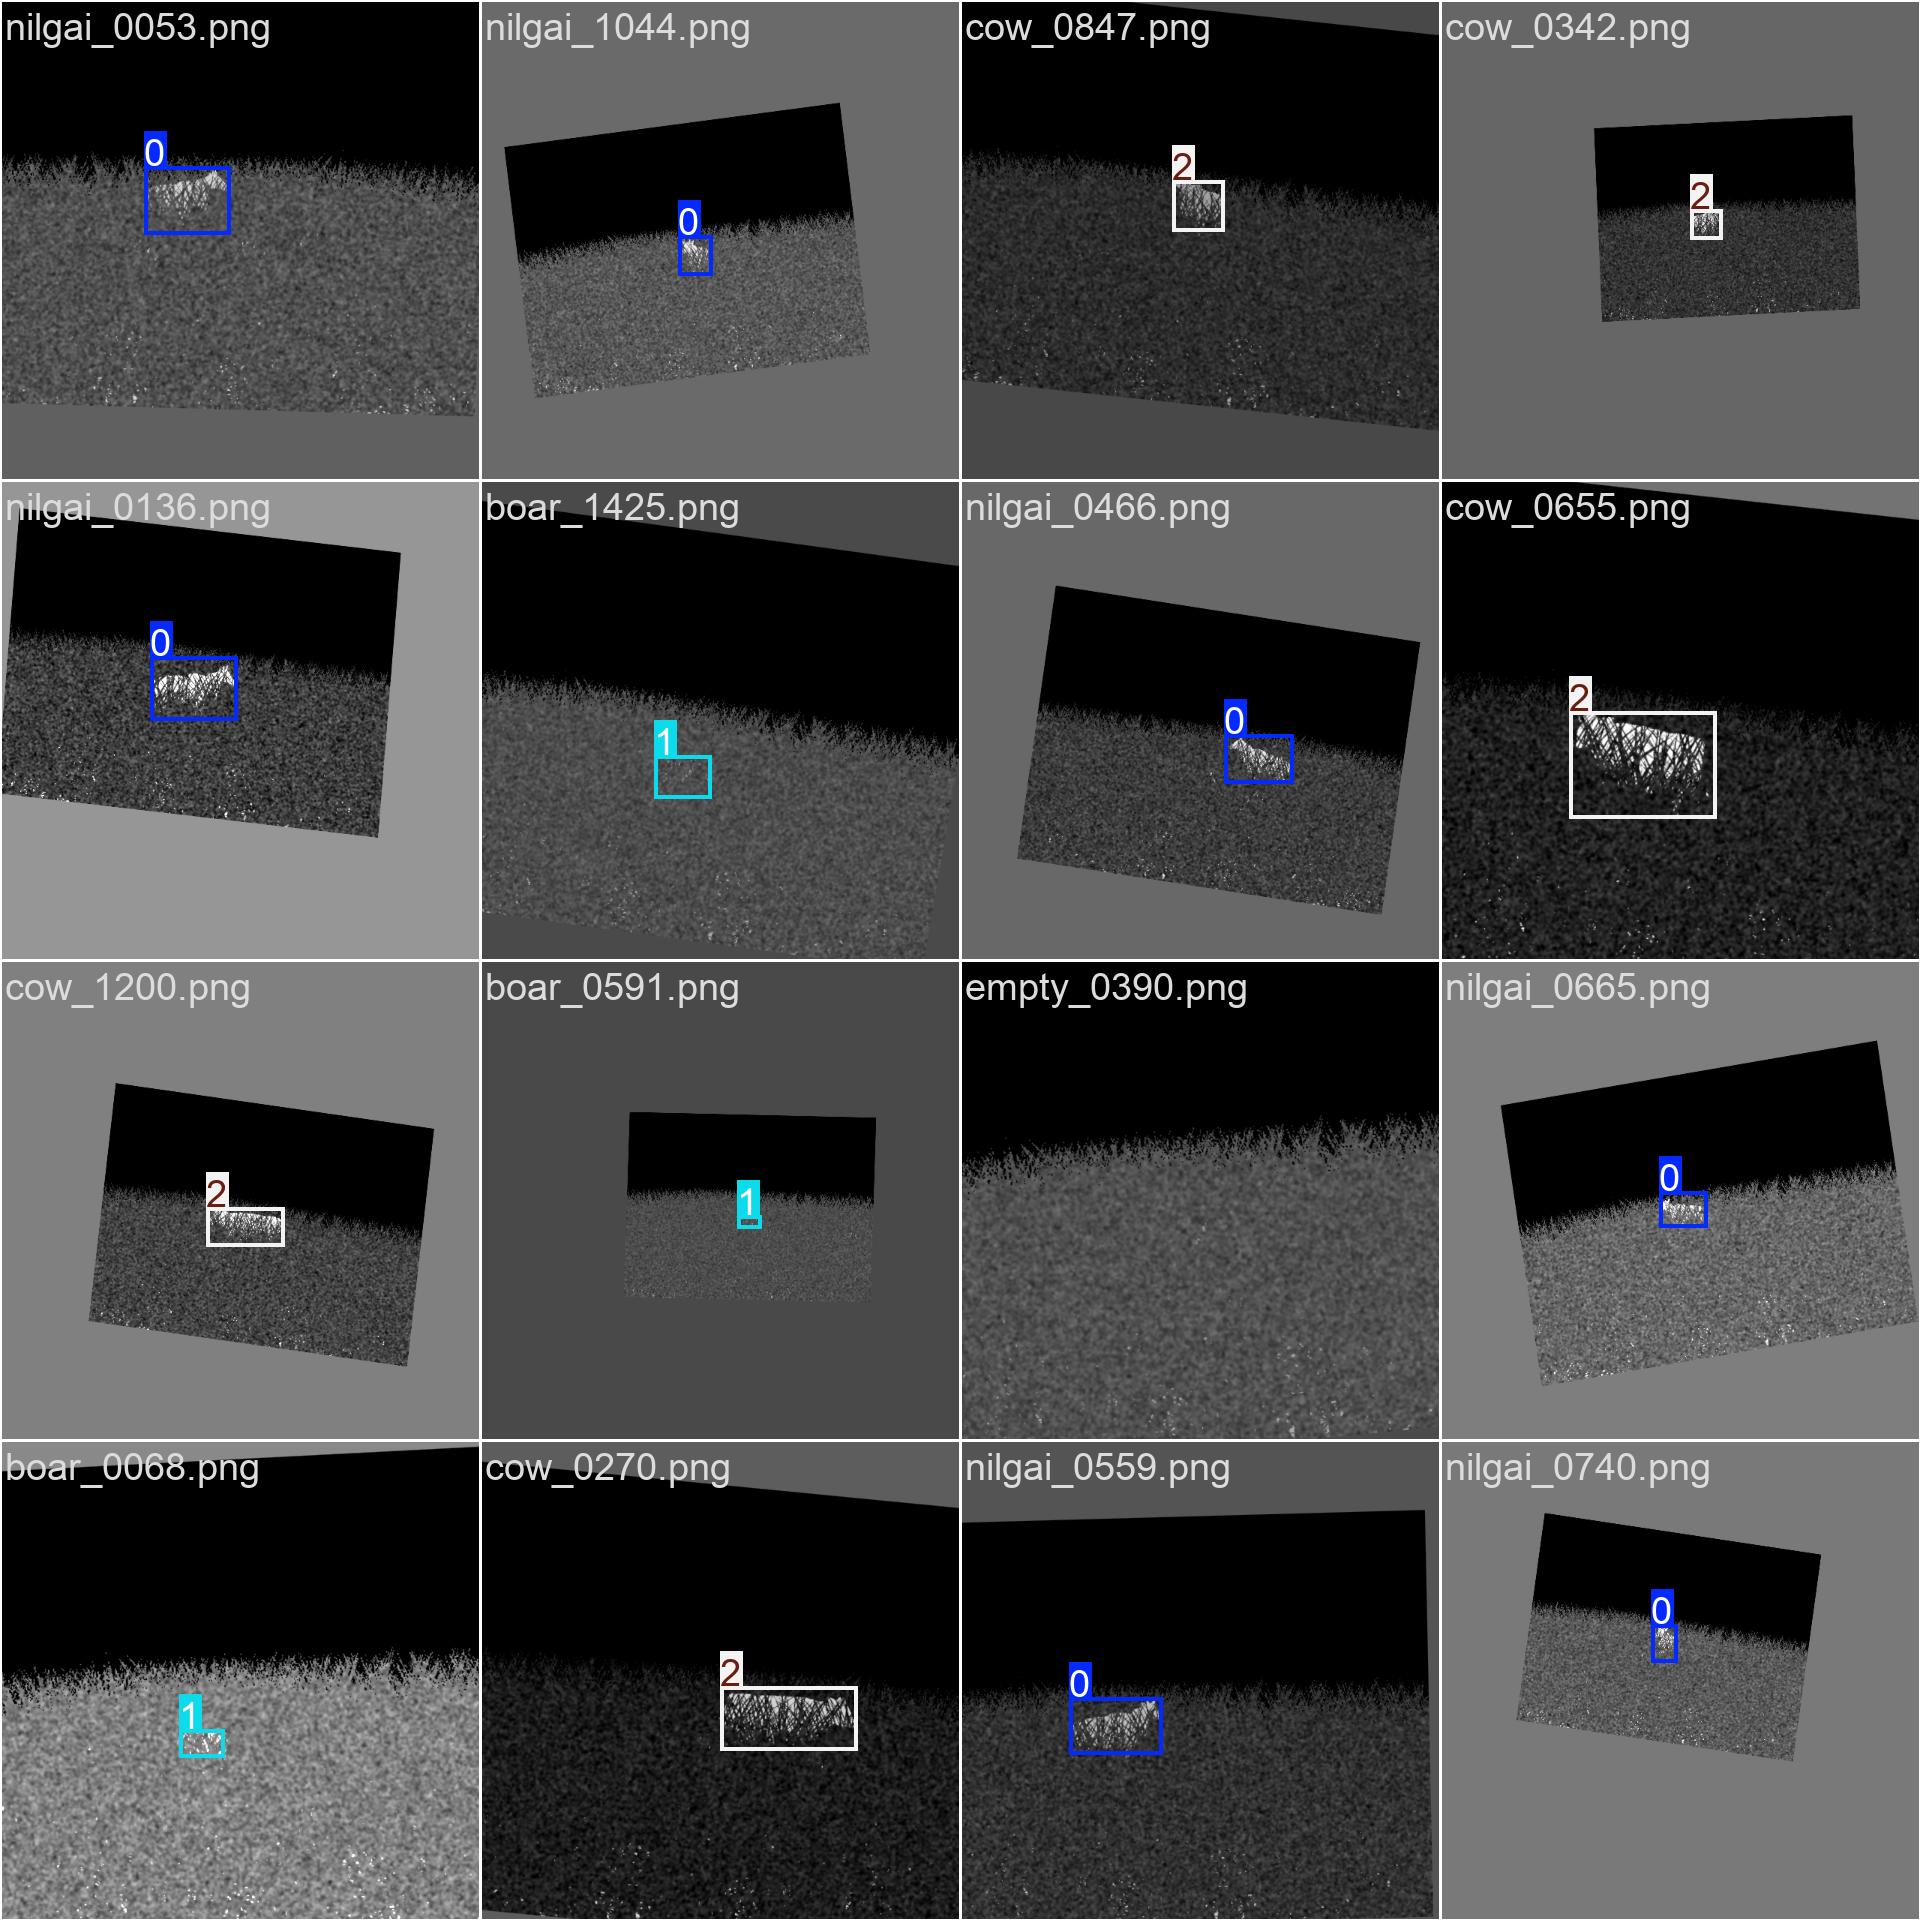 nilgai_0053.png
nilgai_1044.png
cow_0847.png
cow_0342.png
0
0
2
2
nilgai_0136.png
boar_1425.png
nilgai_0466.png
cow_0655.png
0
1
0
2
cow_1200.png
boar_0591.png
empty_0390.png
nilgai_0665.png
2
1
0
boar_0068.png
cow_0270.png
nilgai_0559.png
nilgai_0740.png
1
2
0
0